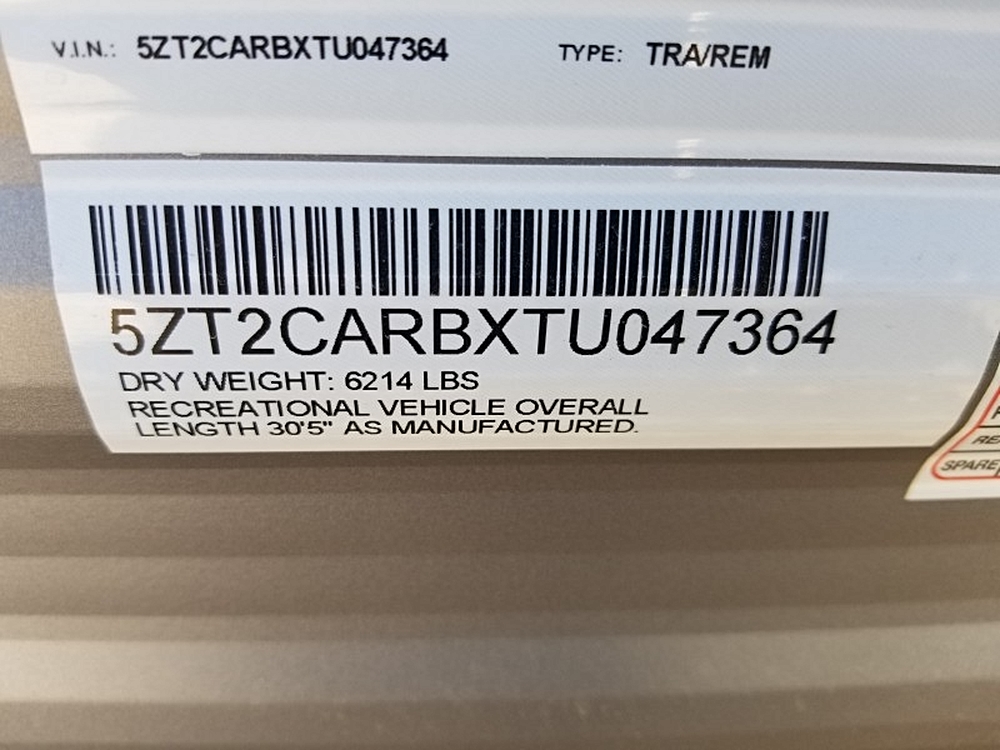 V.I.N.: 5ZT2CARBXTU047364 TYPE: TRA/REM
5ZT2CARBXTU047364
DRY WEIGHT: 6214 LBS
RECREATIONAL VEHICLE OVERALL
LENGTH 30'5" AS MANUFACTURED.
SPARE